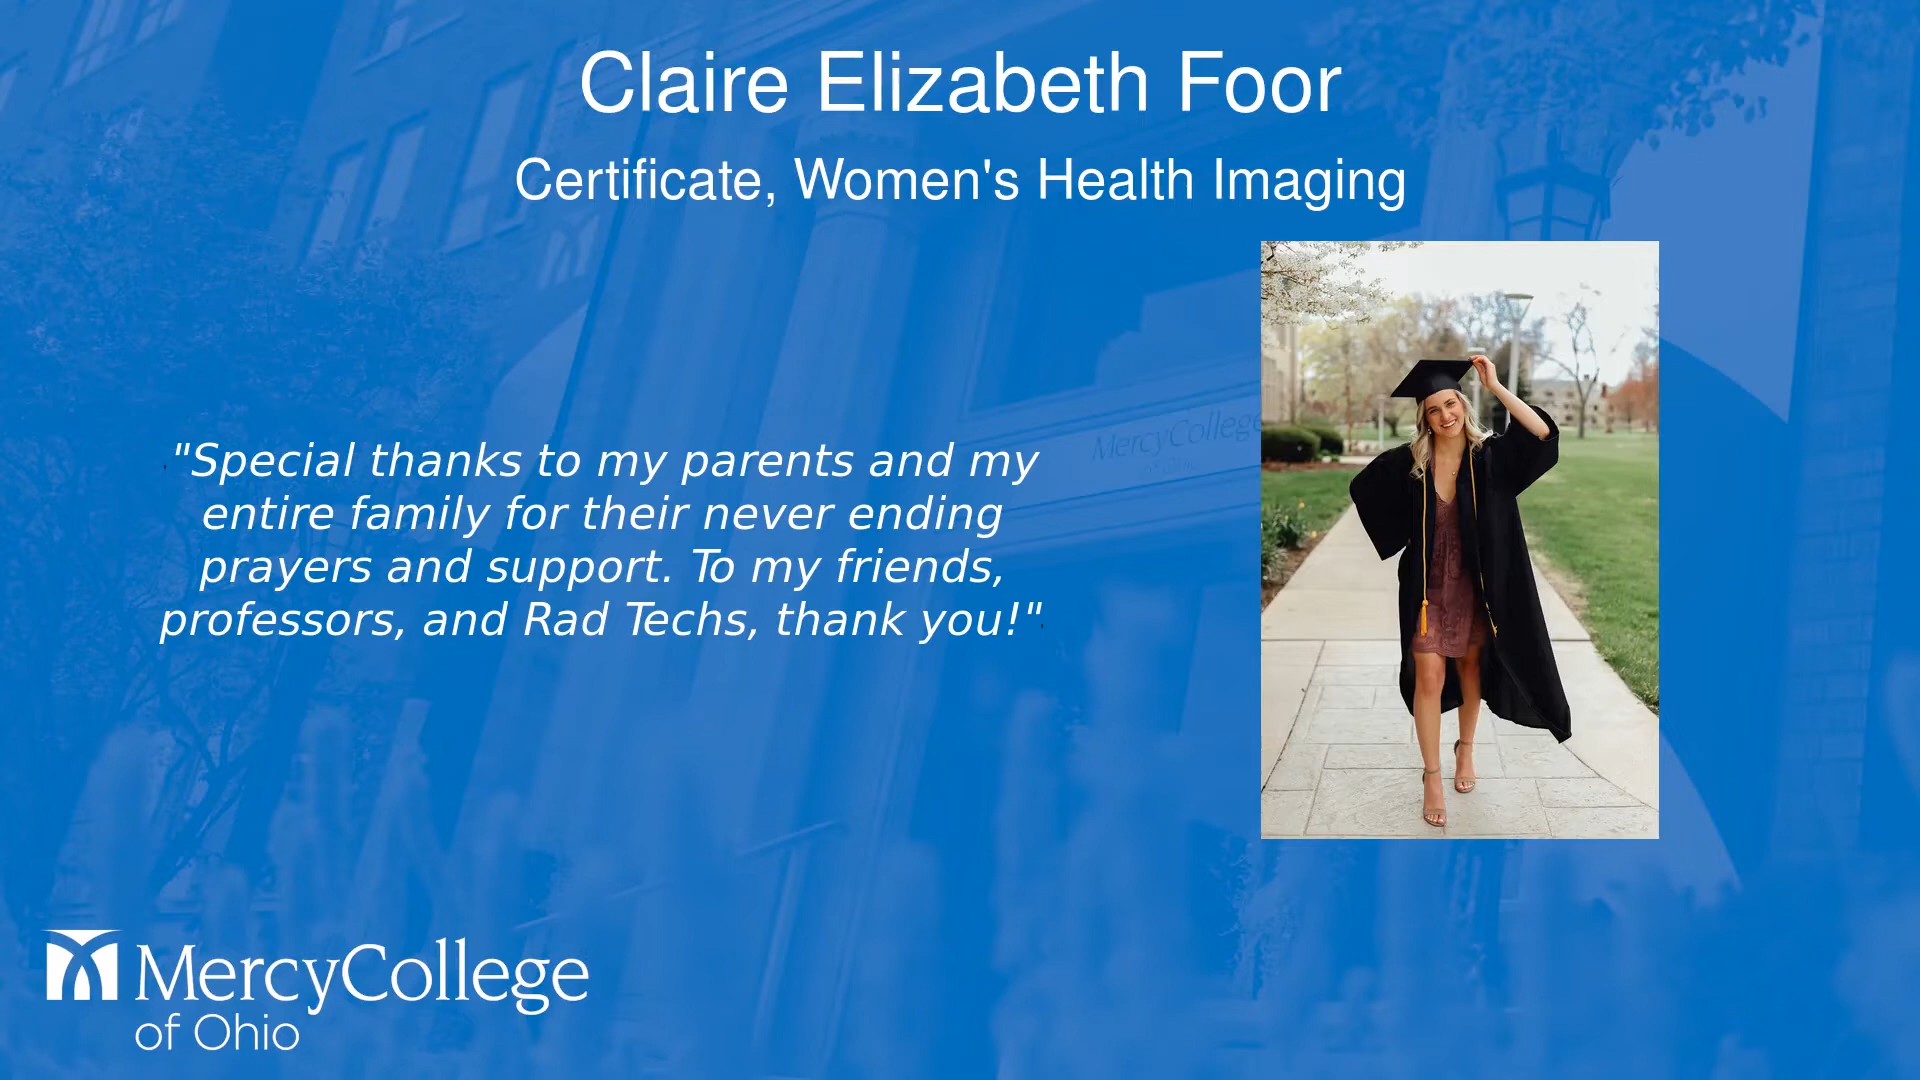 Claire Elizabeth Foor
Certificate, Women's Health Imaging
MercyCollege
"Special thanks to my parents and my
entire family for their never ending
prayers and support. To my friends,
professors, and Rad Techs, thank you!"
MercyCollege
of Ohio